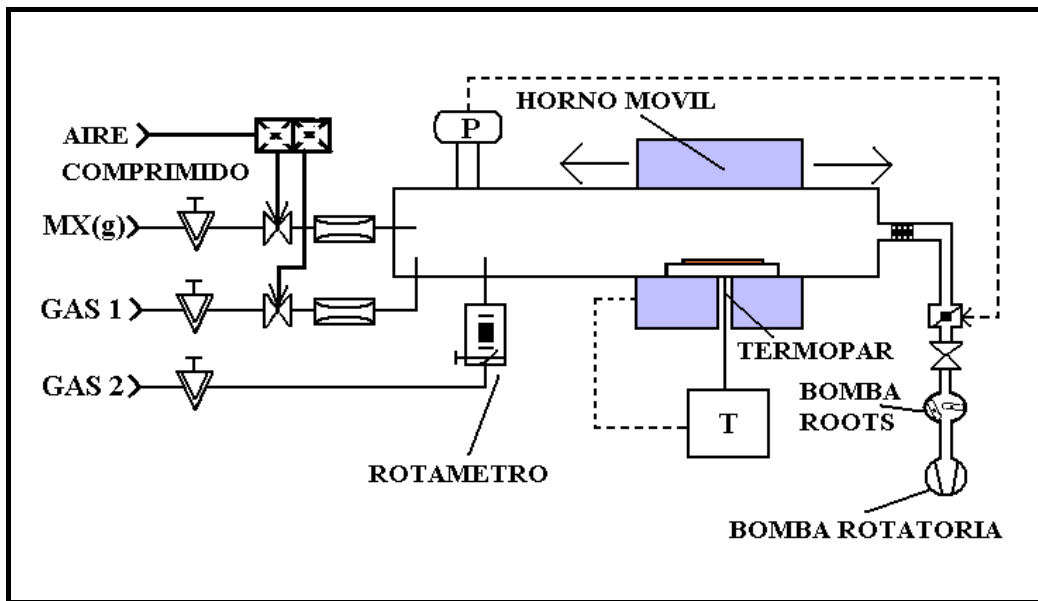 HORNO MOVIL
P
AIRE
COMPRIMIDO
MX(g)
GAS 1
GAS 2
TERMOPAR
T
BOMBA
ROOTS
ROTAMETRO
BOMBA ROTATORIA